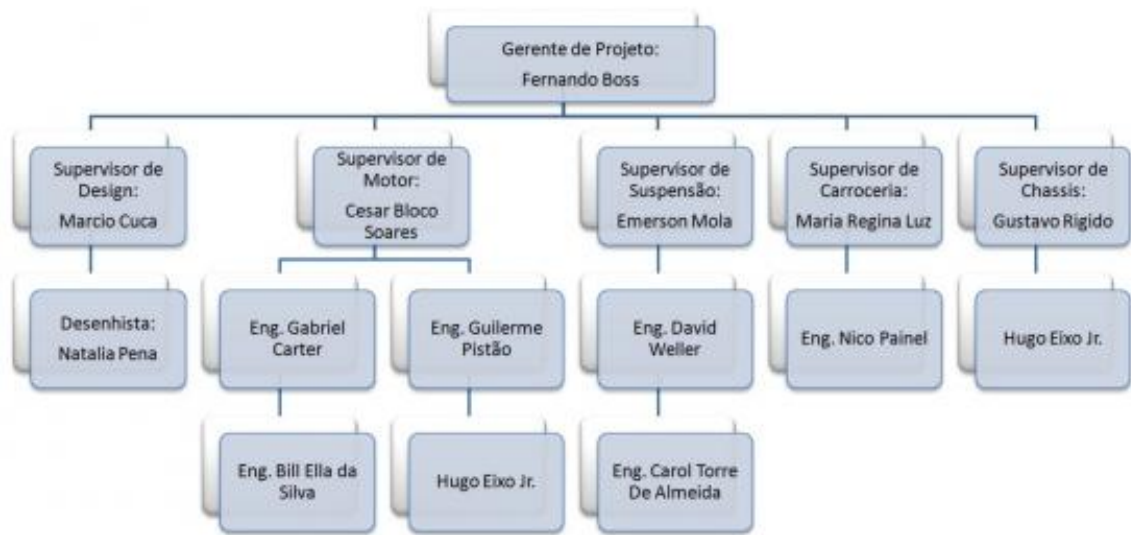 Gerente de Projeto:
Fernando Boss
Supervisor de
Design:
Marcio Cuca
Supervisor de
Motor:
Cesar Bloco
Soares
Supervisor de
Suspensão:
Emerson Mola
Supervisor de
Carroceria:
Maria Regina Luz
Supervisor de
Chassis:
Gustavo Rigido
Desenhista:
Natalia Pena
Eng. Gabriel
Carter
Eng. Guilerme
Pistão
Eng. David
Weller
Eng. Nico Painel
Hugo Eixo Jr.
Eng. Bill Ella da
Silva
Hugo Eixo Jr.
Eng. Carol Torre
De Almeida